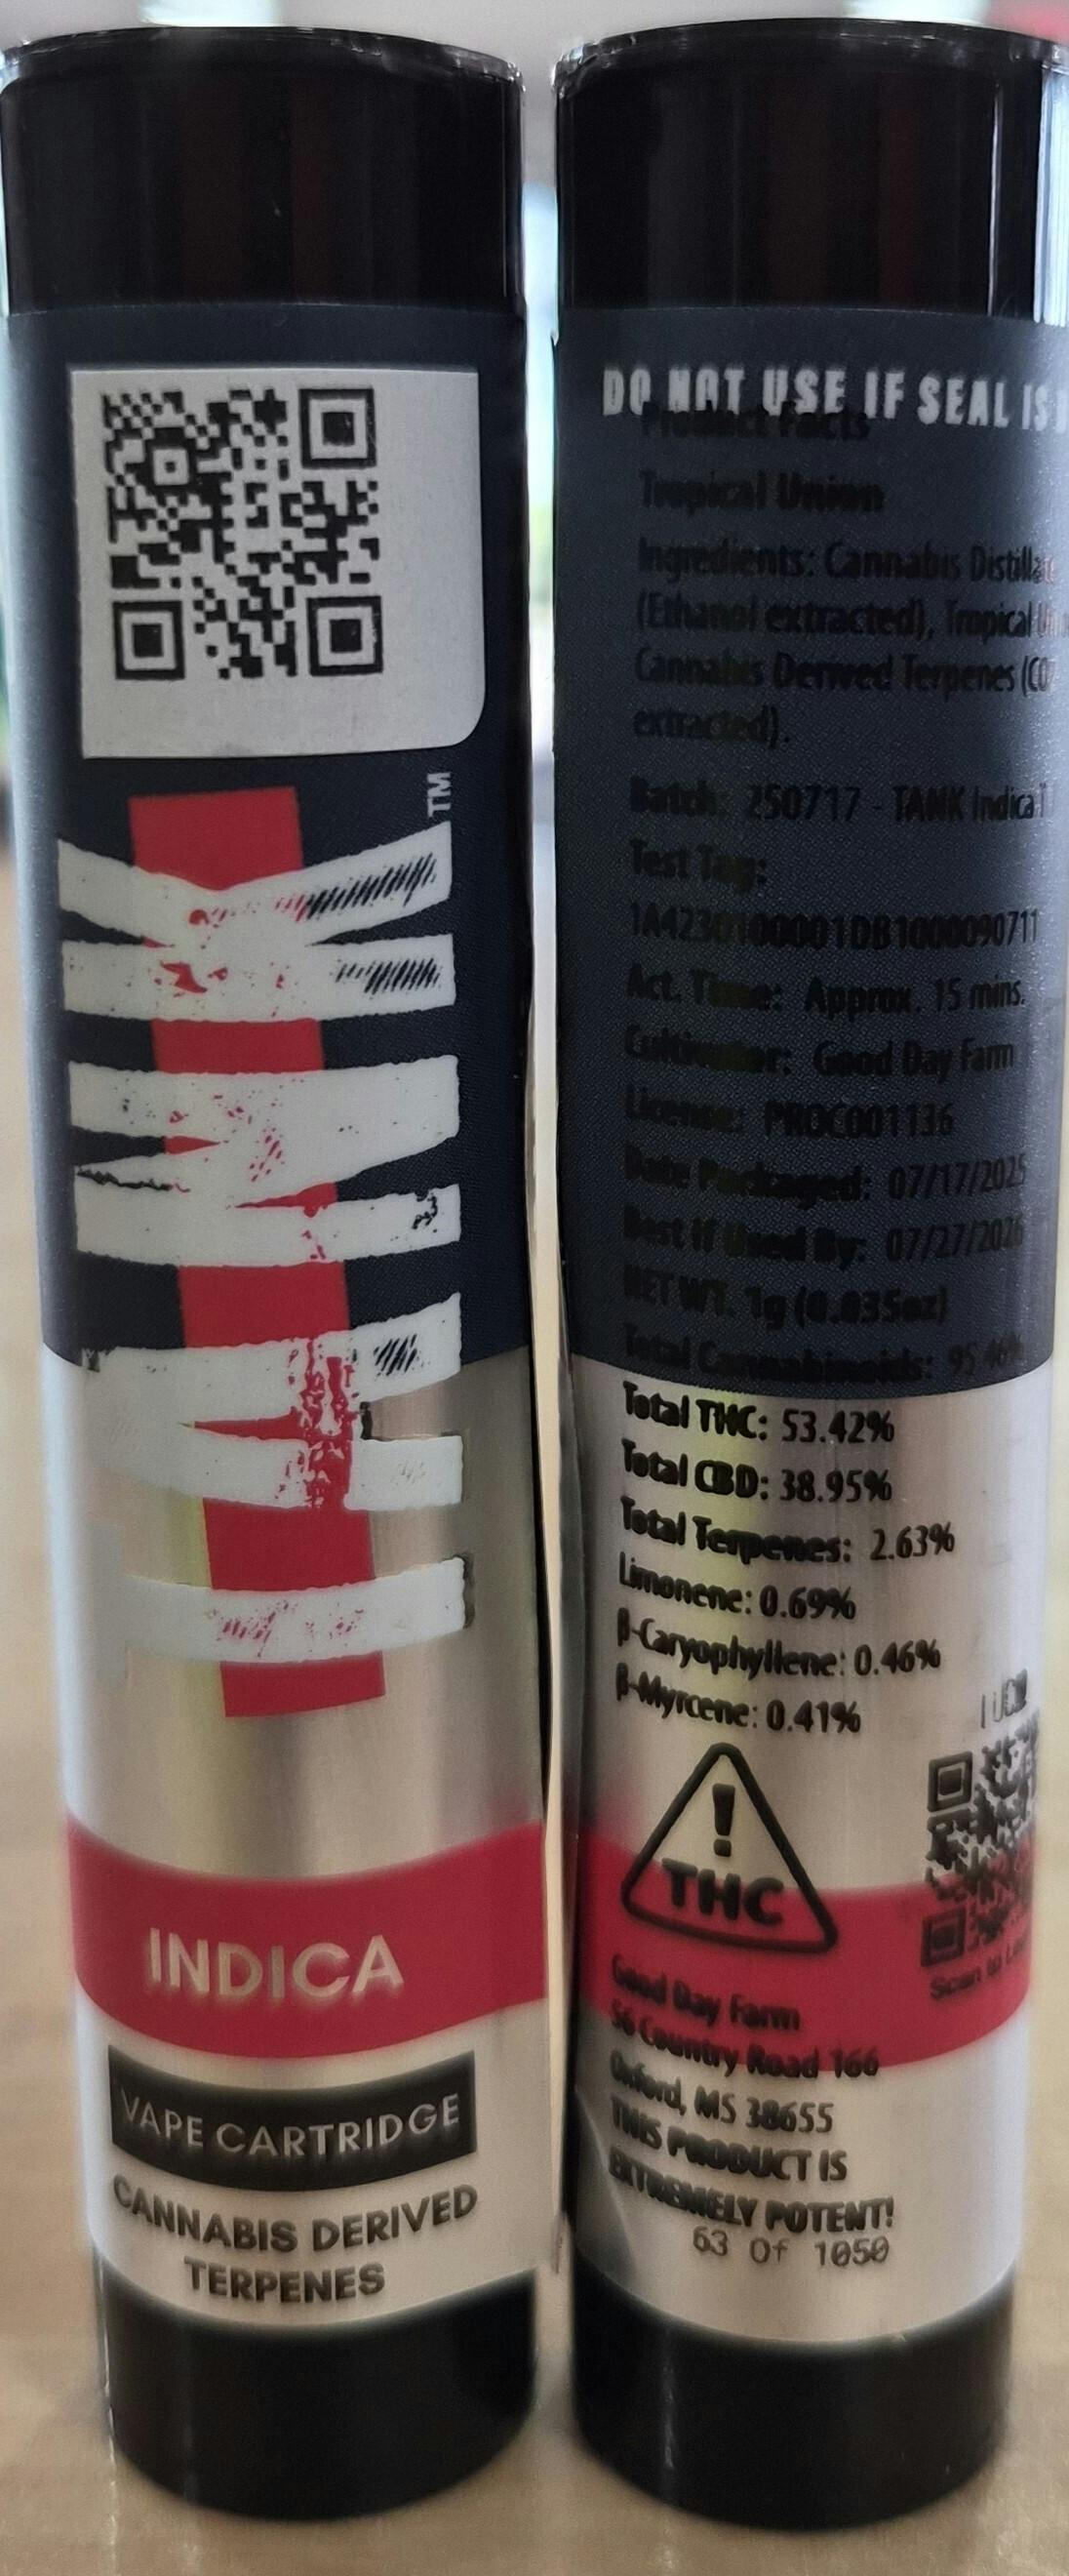 TANK™
INDICA
VAPE CARTRIDGE
CANNABIS DERIVED
TERPENES
DO NOT USE IF SEAL IS
Product Facts
Tropical Union
Ingredients: Cannabis Distillate
(Ethanol extracted), Tropical
Cannabis Derived Terpenes (CO2
extracted).
Batch: 250717 - TANK Indica
Test Tag:
1A4230100001DB1000090711
Act. Time: Approx. 15 mins.
Cultivator: Good Day Farm
License: PROC001136
Date Packaged: 07/17/2025
Best If Used By: 07/27/2026
NET WT. 1g (0.035oz)
Total Cannabinoids: 95.46%
Total THC: 53.42%
Total CBD: 38.95%
Total Terpenes: 2.63%
Limonene: 0.69%
β-Caryophyllene: 0.46%
β-Myrcene: 0.41%
!
THC
Scan to
Good Day Farm
56 Country Road 166
Oxford, MS 38655
THIS PRODUCT IS
EXTREMELY POTENT!
63 Of 1050